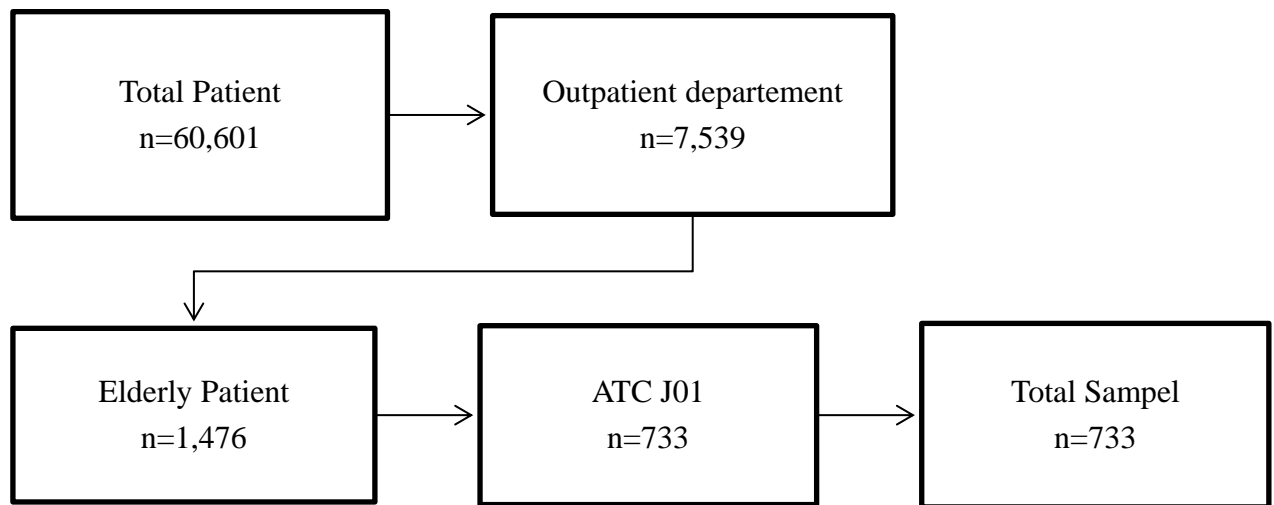 Total Patient
n=60,601
Outpatient departement
n=7,539
Elderly Patient
n=1,476
ATC J01
n=733
Total Sampel
n=733